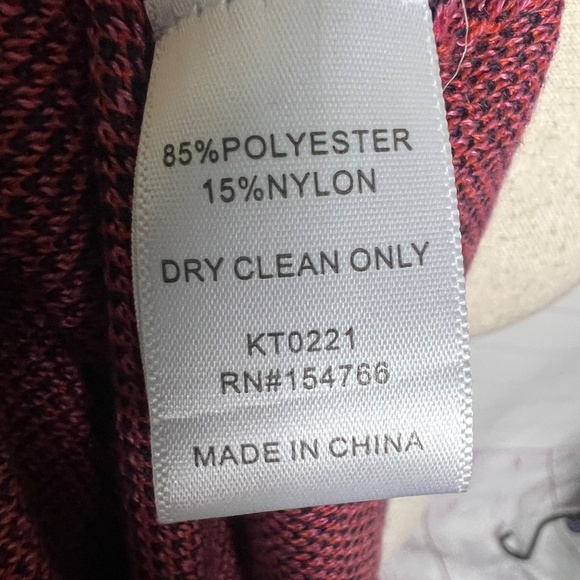 85%POLYESTER
15%NYLON
DRY CLEAN ONLY
KT0221
RN#154766
MADE IN CHINA